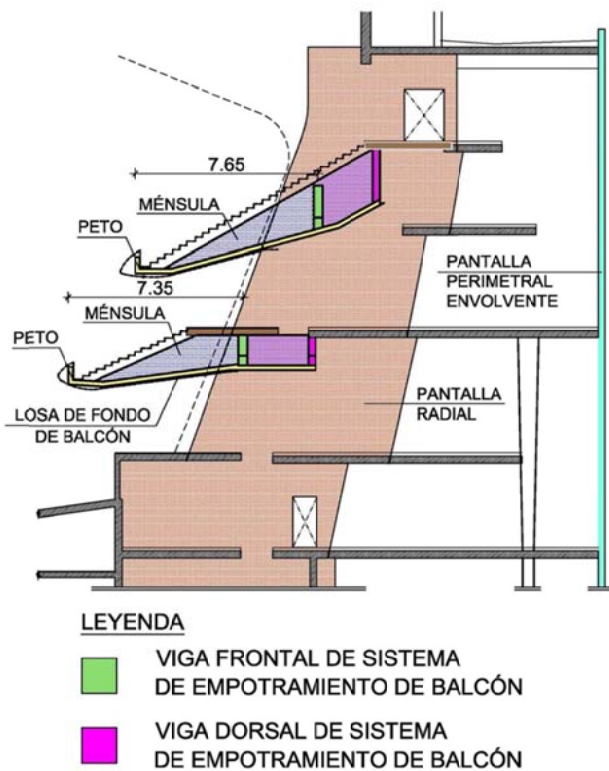 7.65
MÉNSULA
PETO
7.35
MÉNSULA
PETO
LOSA DE FONDO
DE BALCÓN
PANTALLA
PERIMETRAL
ENVOLVENTE
PANTALLA
RADIAL
LEYENDA
VIGA FRONTAL DE SISTEMA
DE EMPOTRAMIENTO DE BALCÓN
VIGA DORSAL DE SISTEMA
DE EMPOTRAMIENTO DE BALCÓN